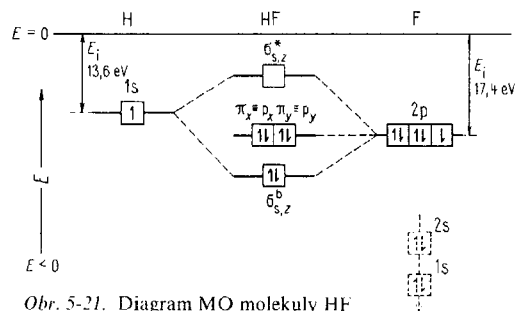 H HF F
E = 0
E_i
13,6 eV
1s
б*_s,z
E_i
17,4 eV
π_x ≡ p_x π_y ≡ p_y
2p
б^b_s,z
E
E < 0
2s
1s
Obr. 5-21. Diagram MO molekuly HF